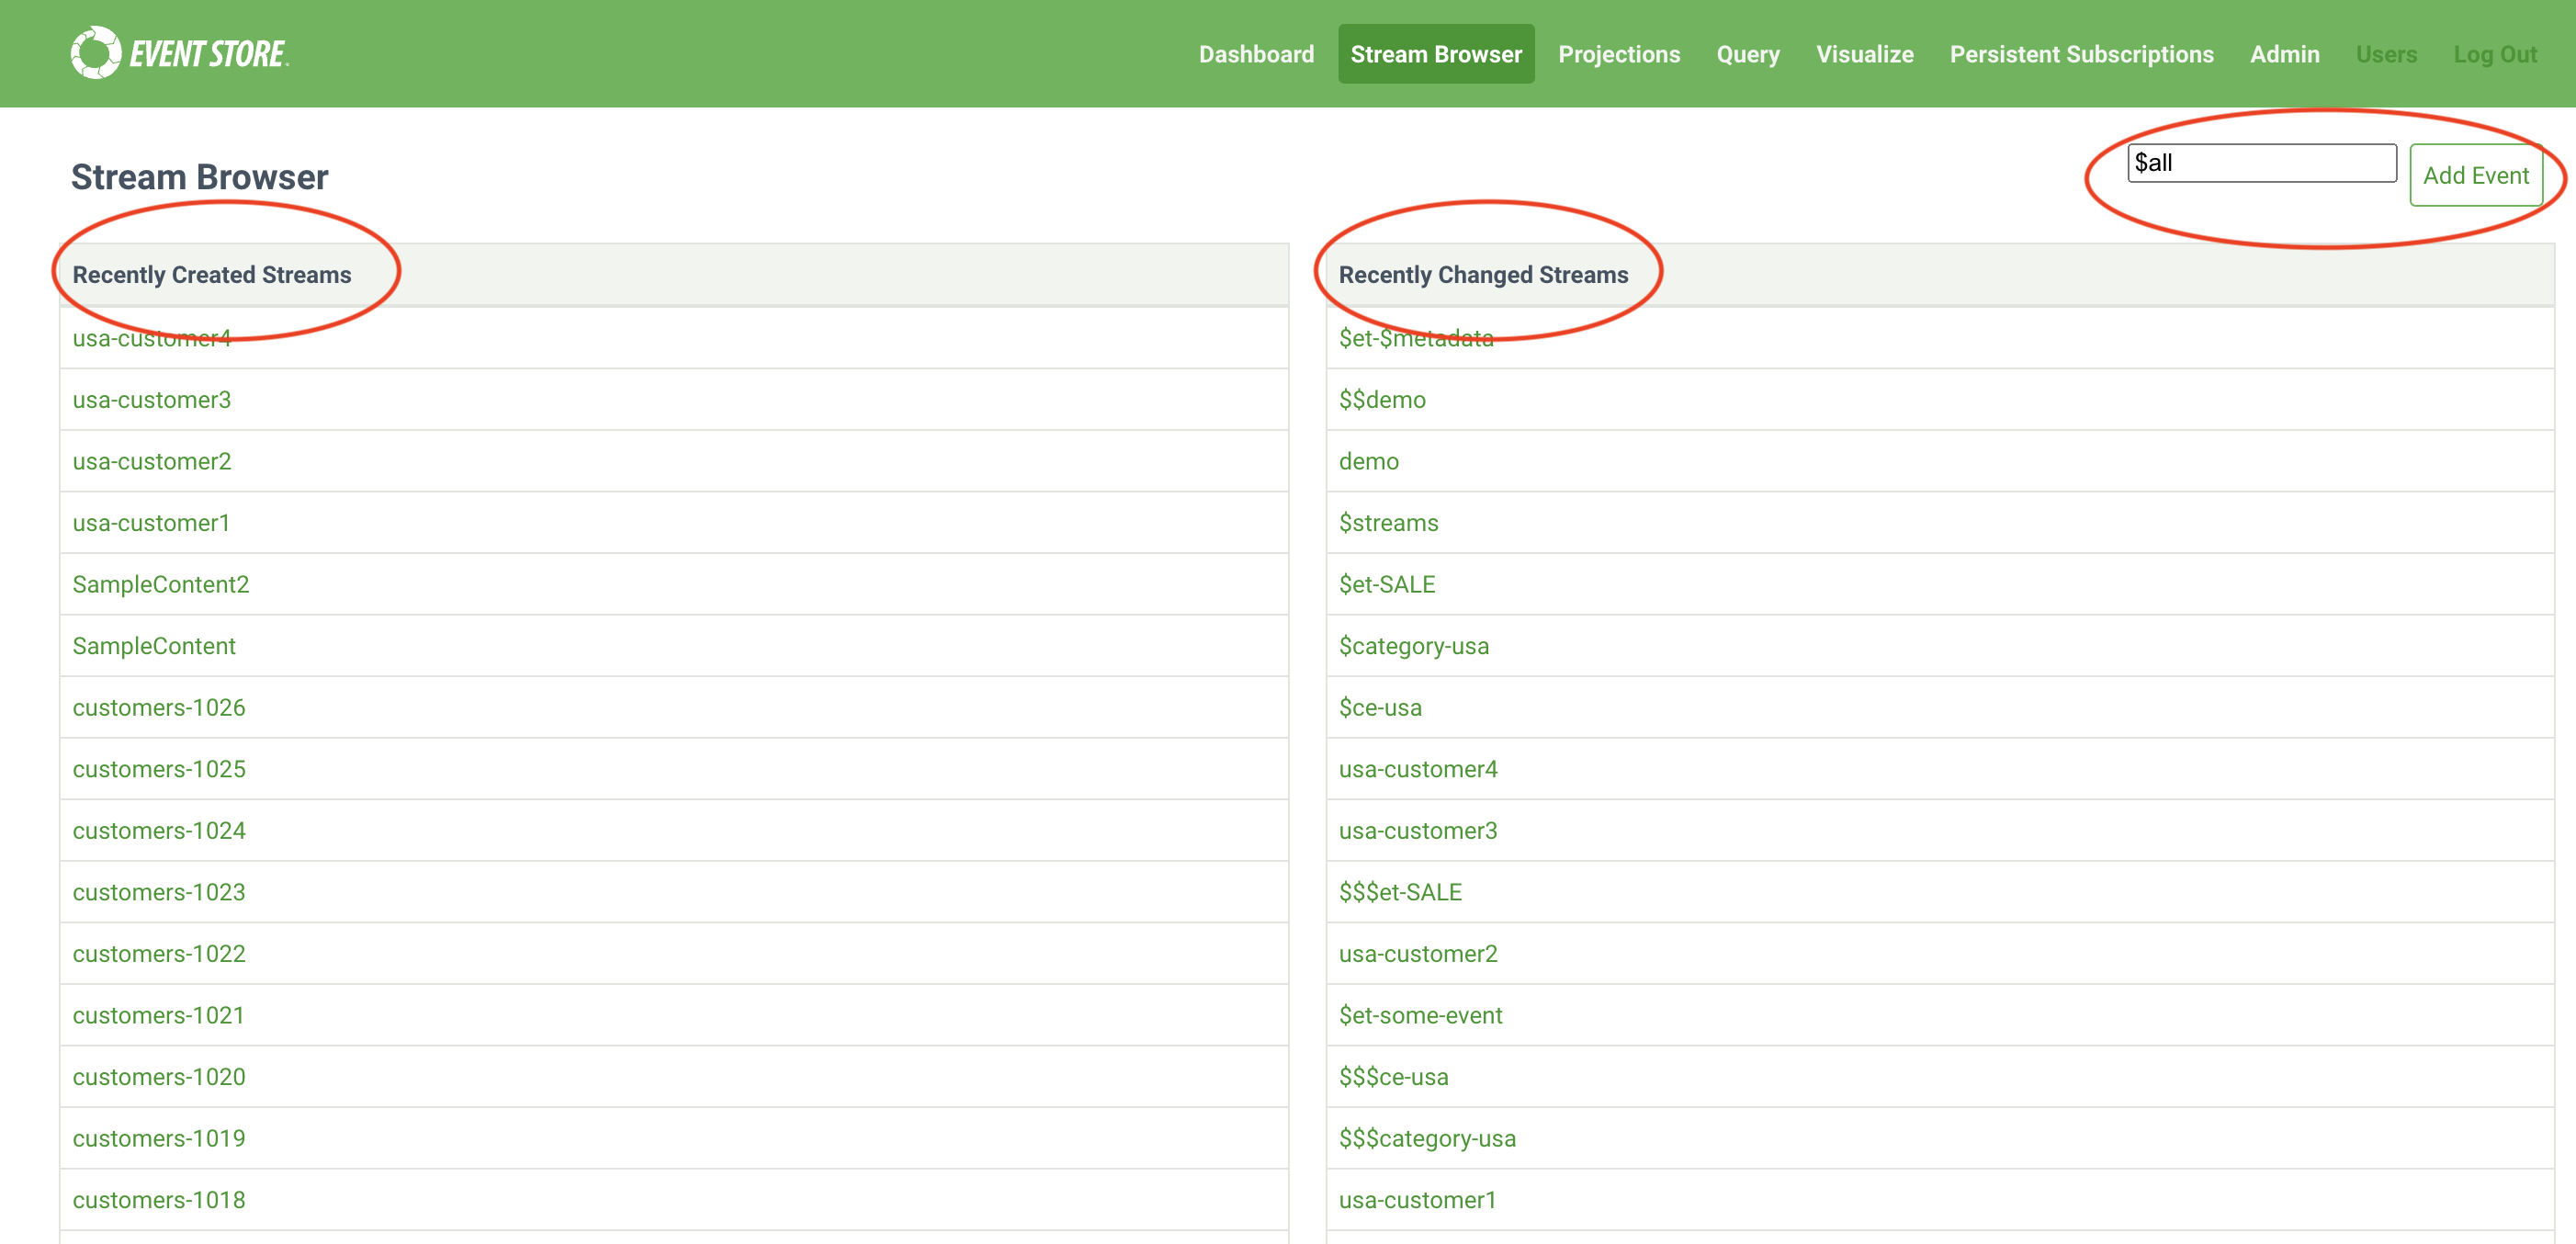 EVENT STORE
Dashboard Stream Browser Projections Query Visualize Persistent Subscriptions Admin Users Log Out
Stream Browser
$all
Add Event
Recently Created Streams
usa-customer4
usa-customer3
usa-customer2
usa-customer1
SampleContent2
SampleContent
customers-1026
customers-1025
customers-1024
customers-1023
customers-1022
customers-1021
customers-1020
customers-1019
customers-1018
Recently Changed Streams
$et-$metadata
$$demo
demo
$streams
$et-SALE
$category-usa
$ce-usa
usa-customer4
usa-customer3
$$$et-SALE
usa-customer2
$et-some-event
$$$ce-usa
$$$category-usa
usa-customer1